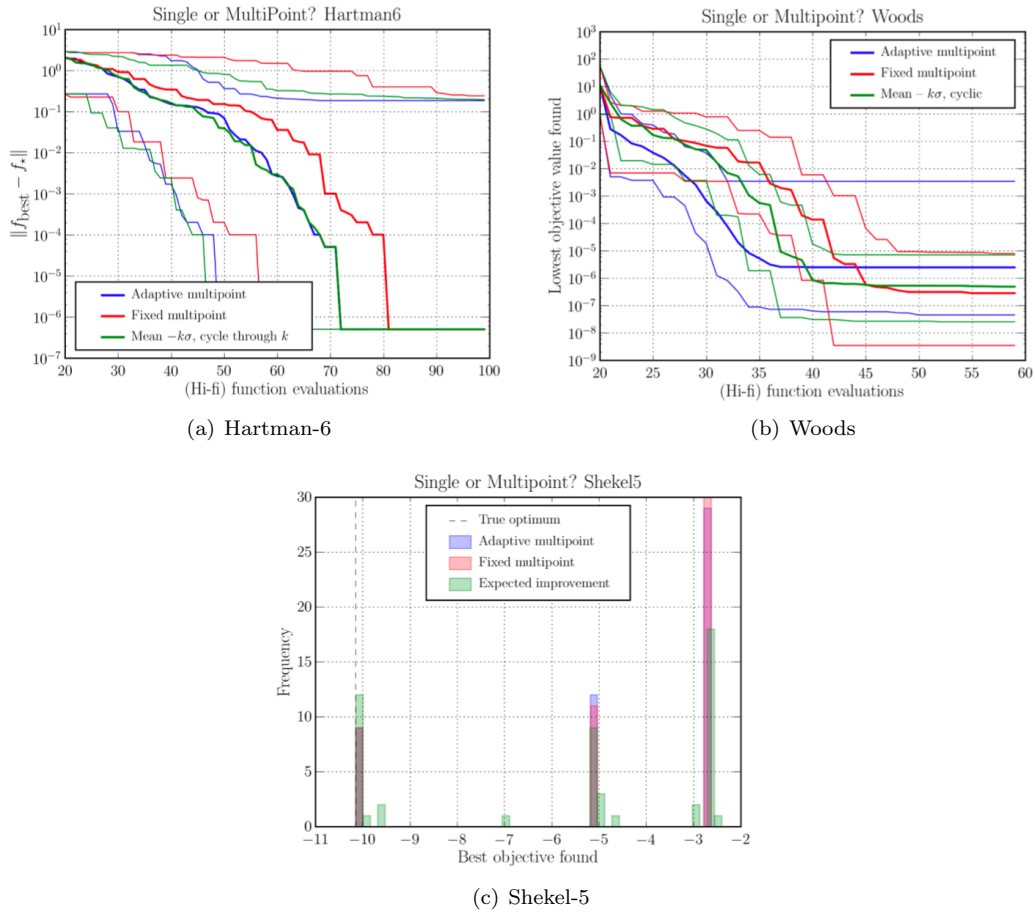 Single or MultiPoint? Hartman6
10^1
10^0
10^-1
10^-2
10^-3
10^-4
10^-5
10^-6
10^-7
‖f_best − f_⋆‖
Adaptive multipoint
Fixed multipoint
Mean −kσ, cycle through k
20 30 40 50 60 70 80 90 100
(Hi-fi) function evaluations
(a) Hartman-6
Single or Multipoint? Woods
10^3
10^2
10^1
10^0
10^-1
10^-2
10^-3
10^-4
10^-5
10^-6
10^-7
10^-8
10^-9
Lowest objective value found
Adaptive multipoint
Fixed multipoint
Mean − kσ, cyclic
20 25 30 35 40 45 50 55 60
(Hi-fi) function evaluations
(b) Woods
Single or Multipoint? Shekel5
30
25
20
15
10
5
0
Frequency
True optimum
Adaptive multipoint
Fixed multipoint
Expected improvement
−11 −10 −9 −8 −7 −6 −5 −4 −3 −2
Best objective found
(c) Shekel-5